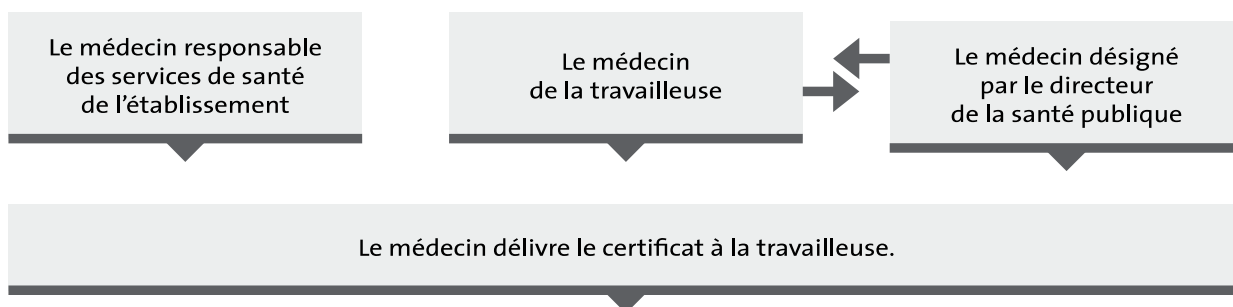 Le médecin responsable
des services de santé
de l’établissement
Le médecin
de la travailleuse
Le médecin désigné
par le directeur
de la santé publique
Le médecin délivre le certificat à la travailleuse.